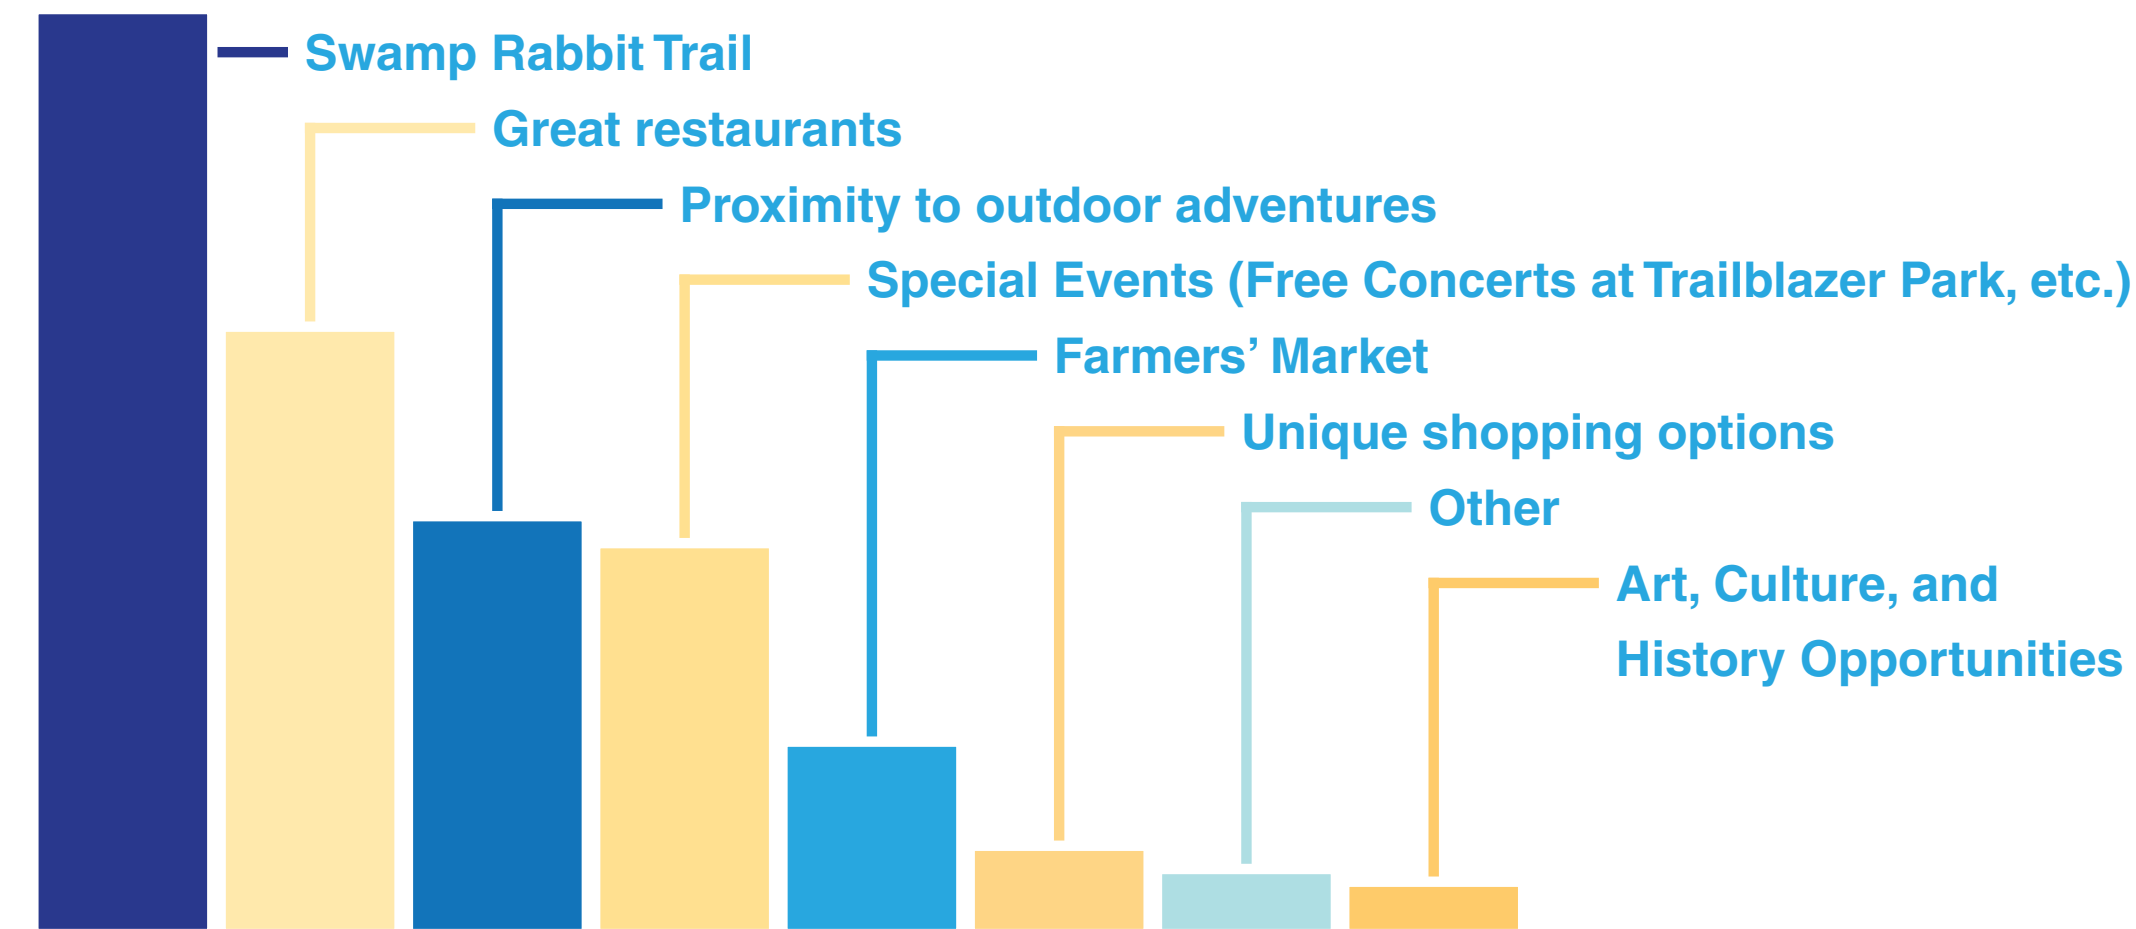 Swamp Rabbit Trail
Great restaurants
Proximity to outdoor adventures
Special Events (Free Concerts at Trailblazer Park, etc.)
Farmers’ Market
Unique shopping options
Other
Art, Culture, and
History Opportunities